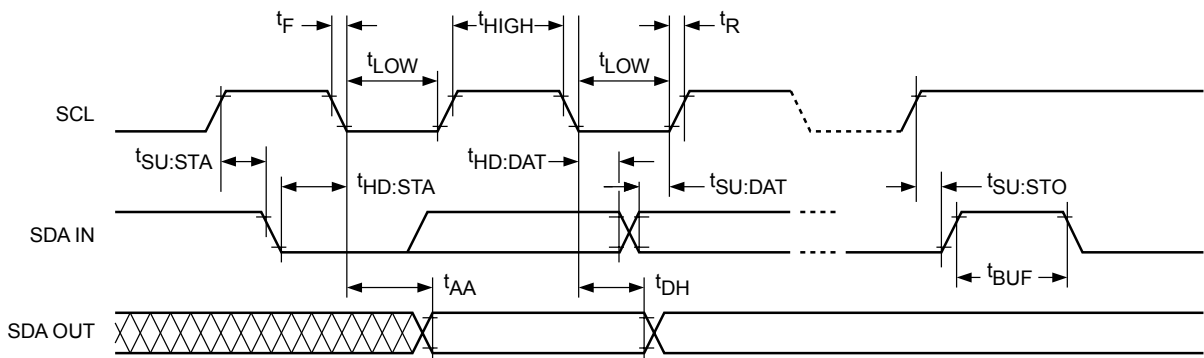 tF tHIGH tR
tLOW tLOW
SCL
tSU:STA tHD:DAT
tHD:STA tSU:DAT tSU:STO
SDA IN
tAA tDH tBUF
SDA OUT